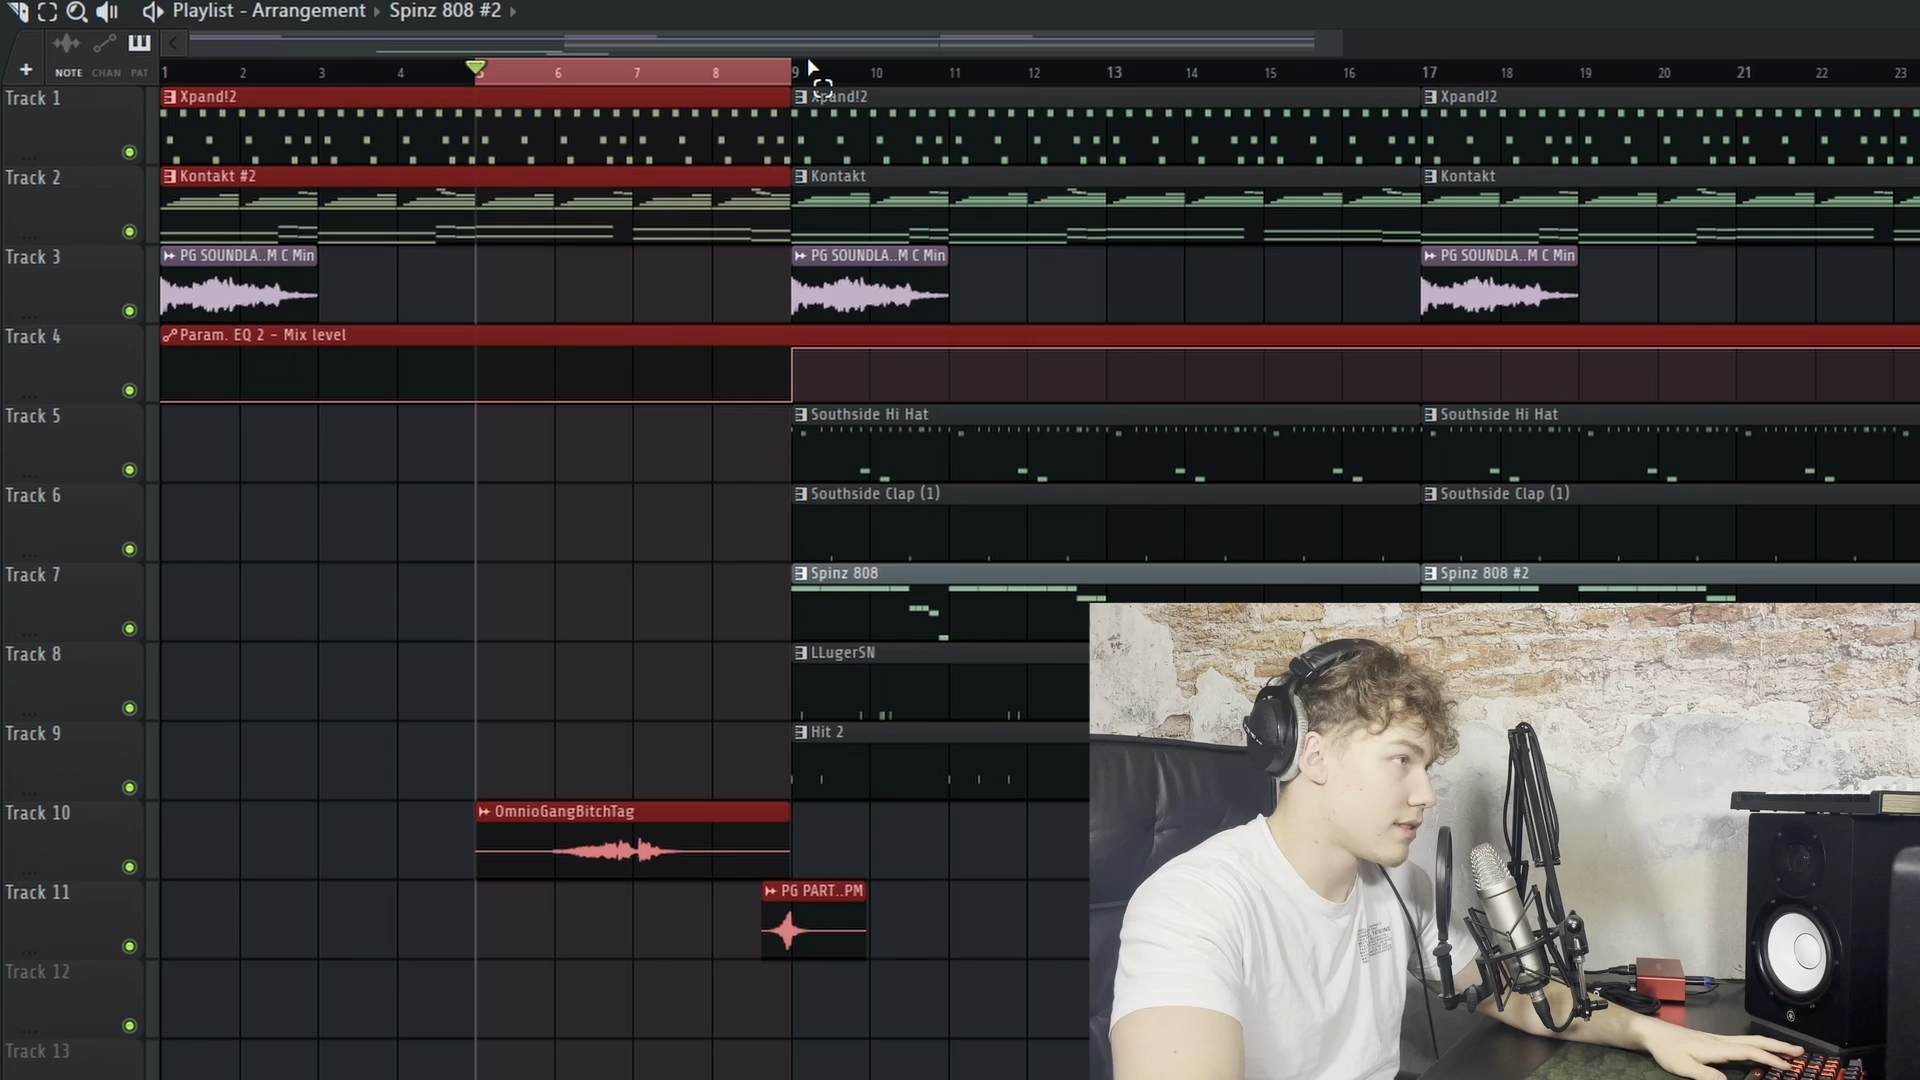 Playlist - Arrangement ▸ Spinz 808 #2 ▸
NOTE CHAN PAT
1 2 3 4 5 6 7 8 9 10 11 12 13 14 15 16 17 18 19 20 21 22 23
Track 1 Xpand!2 Xpand!2 Xpand!2
Track 2 Kontakt #2 Kontakt Kontakt
Track 3 PG SOUNDLA..M C Min PG SOUNDLA..M C Min PG SOUNDLA..M C Min
Track 4 Param. EQ 2 - Mix level
Track 5 Southside Hi Hat Southside Hi Hat
Track 6 Southside Clap (1) Southside Clap (1)
Track 7 Spinz 808 Spinz 808 #2
Track 8 LLugerSN
Track 9 Hit 2
Track 10 OmnioGangBitchTag
Track 11 PG PART..PM
Track 12
Track 13